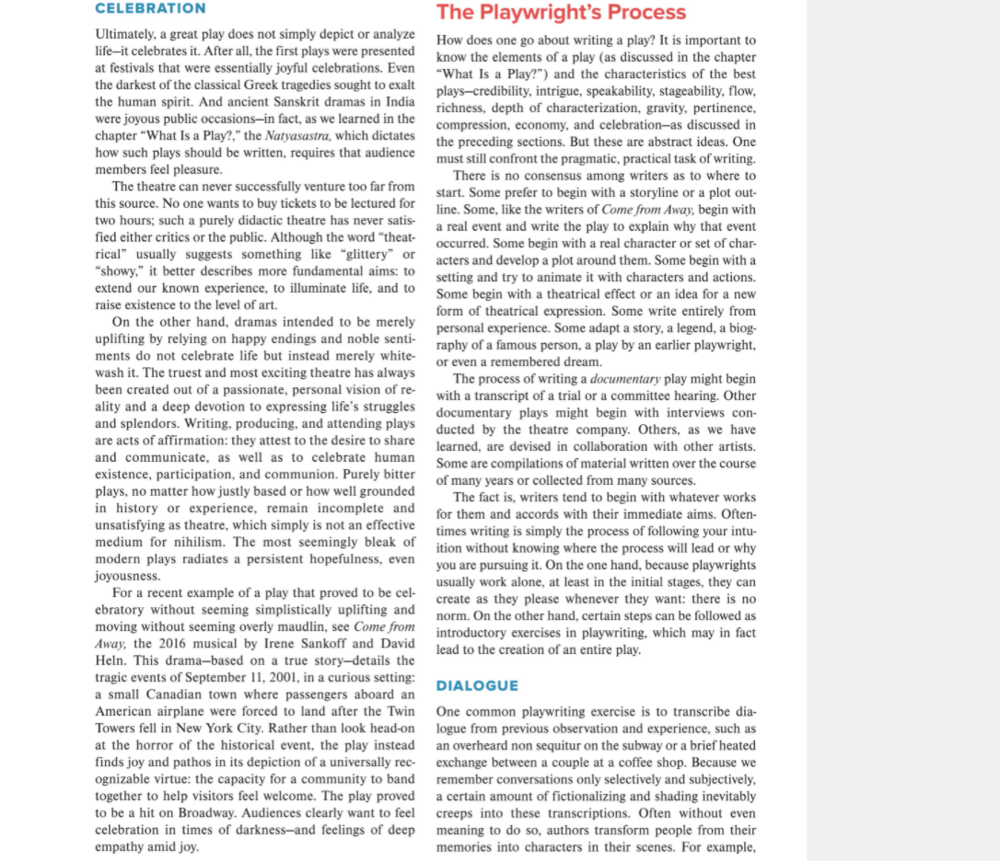 CELEBRATION
Ultimately, a great play does not simply depict or analyze
life—it celebrates it. After all, the first plays were presented
at festivals that were essentially joyful celebrations. Even
the darkest of the classical Greek tragedies sought to exalt
the human spirit. And ancient Sanskrit dramas in India
were joyous public occasions—in fact, as we learned in the
chapter “What Is a Play?,” the Natyasastra, which dictates
how such plays should be written, requires that audience
members feel pleasure.
The theatre can never successfully venture too far from
this source. No one wants to buy tickets to be lectured for
two hours; such a purely didactic theatre has never satis-
fied either critics or the public. Although the word “theat-
rical” usually suggests something like “glittery” or
“showy,” it better describes more fundamental aims: to
extend our known experience, to illuminate life, and to
raise existence to the level of art.
On the other hand, dramas intended to be merely
uplifting by relying on happy endings and noble senti-
ments do not celebrate life but instead merely white-
wash it. The truest and most exciting theatre has always
been created out of a passionate, personal vision of re-
ality and a deep devotion to expressing life’s struggles
and splendors. Writing, producing, and attending plays
are acts of affirmation: they attest to the desire to share
and communicate, as well as to celebrate human
existence, participation, and communion. Purely bitter
plays, no matter how justly based or how well grounded
in history or experience, remain incomplete and
unsatisfying as theatre, which simply is not an effective
medium for nihilism. The most seemingly bleak of
modern plays radiates a persistent hopefulness, even
joyousness.
For a recent example of a play that proved to be cel-
ebratory without seeming simplistically uplifting and
moving without seeming overly maudlin, see Come from
Away, the 2016 musical by Irene Sankoff and David
Heln. This drama—based on a true story—details the
tragic events of September 11, 2001, in a curious setting:
a small Canadian town where passengers aboard an
American airplane were forced to land after the Twin
Towers fell in New York City. Rather than look head-on
at the horror of the historical event, the play instead
finds joy and pathos in its depiction of a universally rec-
ognizable virtue: the capacity for a community to band
together to help visitors feel welcome. The play proved
to be a hit on Broadway. Audiences clearly want to feel
celebration in times of darkness—and feelings of deep
empathy amid joy.
The Playwright’s Process
How does one go about writing a play? It is important to
know the elements of a play (as discussed in the chapter
“What Is a Play?”) and the characteristics of the best
plays—credibility, intrigue, speakability, stageability, flow,
richness, depth of characterization, gravity, pertinence,
compression, economy, and celebration—as discussed in
the preceding sections. But these are abstract ideas. One
must still confront the pragmatic, practical task of writing.
There is no consensus among writers as to where to
start. Some prefer to begin with a storyline or a plot out-
line. Some, like the writers of Come from Away, begin with
a real event and write the play to explain why that event
occurred. Some begin with a real character or set of char-
acters and develop a plot around them. Some begin with a
setting and try to animate it with characters and actions.
Some begin with a theatrical effect or an idea for a new
form of theatrical expression. Some write entirely from
personal experience. Some adapt a story, a legend, a biog-
raphy of a famous person, a play by an earlier playwright,
or even a remembered dream.
The process of writing a documentary play might begin
with a transcript of a trial or a committee hearing. Other
documentary plays might begin with interviews con-
ducted by the theatre company. Others, as we have
learned, are devised in collaboration with other artists.
Some are compilations of material written over the course
of many years or collected from many sources.
The fact is, writers tend to begin with whatever works
for them and accords with their immediate aims. Often-
times writing is simply the process of following your intu-
ition without knowing where the process will lead or why
you are pursuing it. On the one hand, because playwrights
usually work alone, at least in the initial stages, they can
create as they please whenever they want: there is no
norm. On the other hand, certain steps can be followed as
introductory exercises in playwriting, which may in fact
lead to the creation of an entire play.
DIALOGUE
One common playwriting exercise is to transcribe dia-
logue from previous observation and experience, such as
an overheard non sequitur on the subway or a brief heated
exchange between a couple at a coffee shop. Because we
remember conversations only selectively and subjectively,
a certain amount of fictionalizing and shading inevitably
creeps into these transcriptions. Often without even
meaning to do so, authors transform people from their
memories into characters in their scenes. For example,